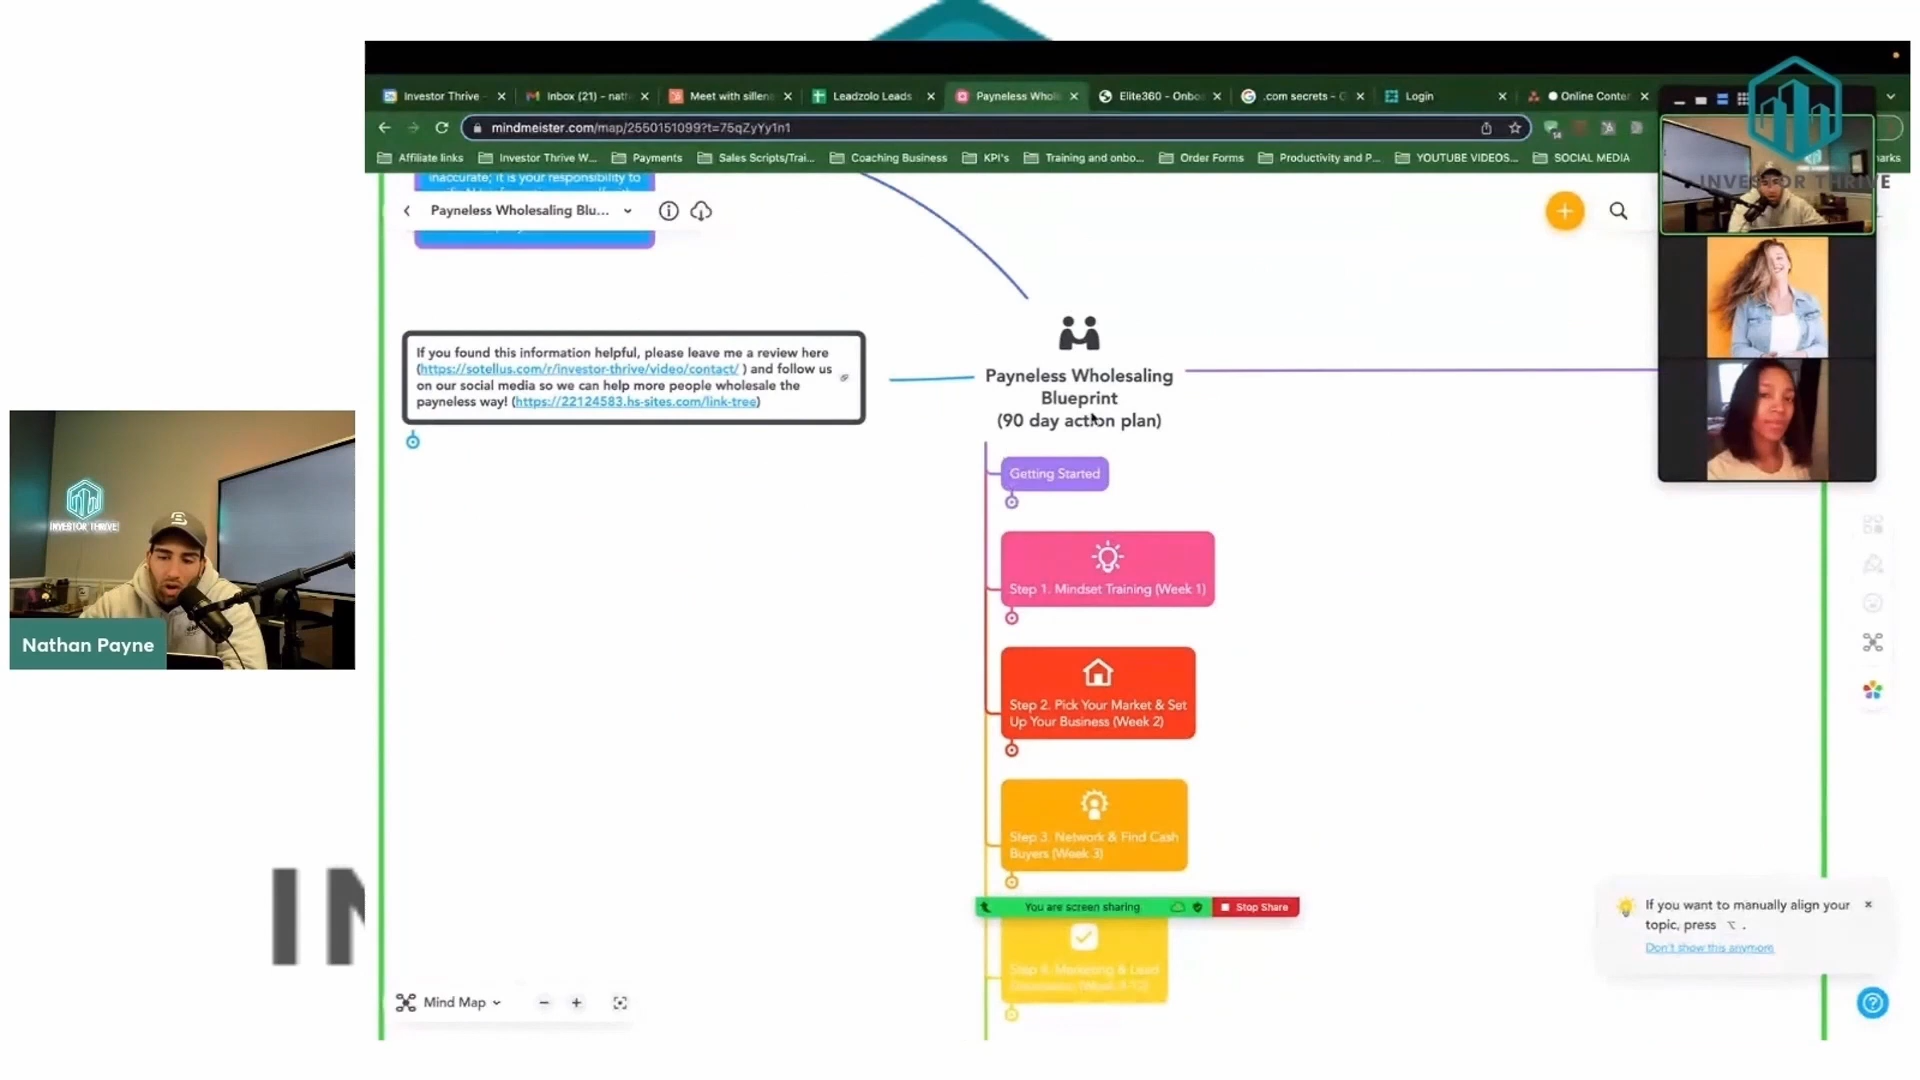 Investor Thrive
Inbox (21) - nat
Meet with sillen
Leadzolo Leads
Payneless Whol
Elite360 - Onbo
.com secrets - G
Login
Online Conter
mindmeister.com/map/2550151099?t=75qZyYy1n1
14
Affiliate links
Investor Thrive W...
Payments
Sales Scripts/Trai...
Coaching Business
KPI's
Training and onbo...
Order Forms
Productivity and P...
YOUTUBE VIDEOS...
SOCIAL MEDIA
INVESTOR THRIVE
inaccurate; it is your responsibility to
Payneless Wholesaling Blu...
If you found this information helpful, please leave me a review here
(https://sotellus.com/r/investor-thrive/video/contact/ ) and follow us
on our social media so we can help more people wholesale the
payneless way! (https://22124583.hs-sites.com/link-tree)
Payneless Wholesaling
Blueprint
(90 day action plan)
Getting Started
Step 1. Mindset Training (Week 1)
Step 2. Pick Your Market & Set
Up Your Business (Week 2)
Step 3. Network & Find Cash
Buyers (Week 3)
You are screen sharing
Stop Share
Marketing & Lead
INVESTOR THRIVE
Nathan Payne
IN
If you want to manually align your
topic, press ⌥ .
Don't show this anymore
Mind Map